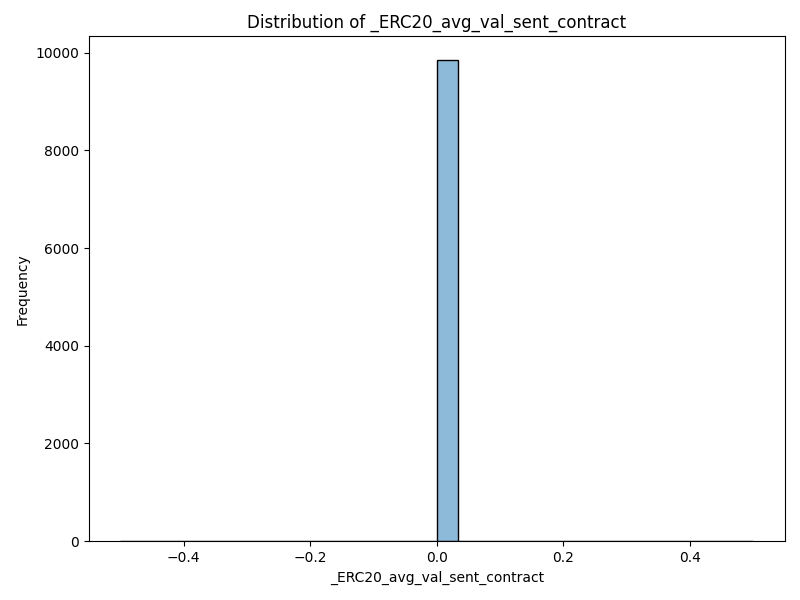 Distribution of _ERC20_avg_val_sent_contract
10000
8000
6000
4000
2000
0
Frequency
−0.4 −0.2 0.0 0.2 0.4
_ERC20_avg_val_sent_contract